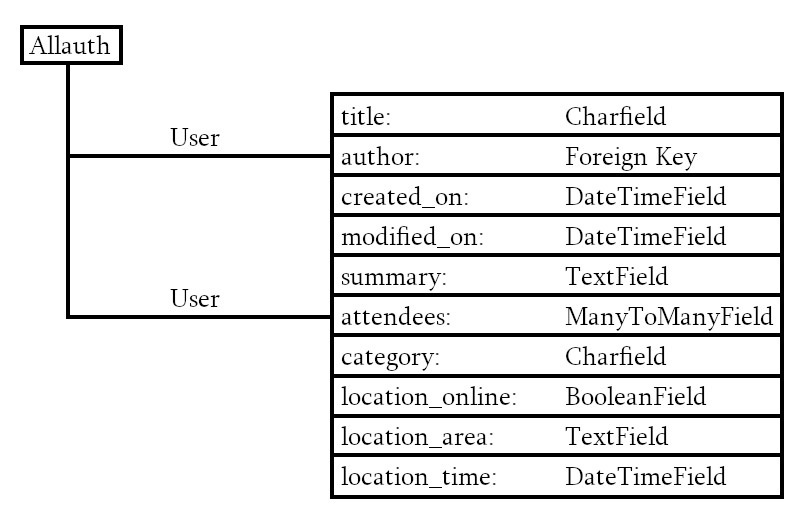 Allauth
User
title: Charfield
author: Foreign Key
created_on: DateTimeField
modified_on: DateTimeField
summary: TextField
User
attendees: ManyToManyField
category: Charfield
location_online: BooleanField
location_area: TextField
location_time: DateTimeField